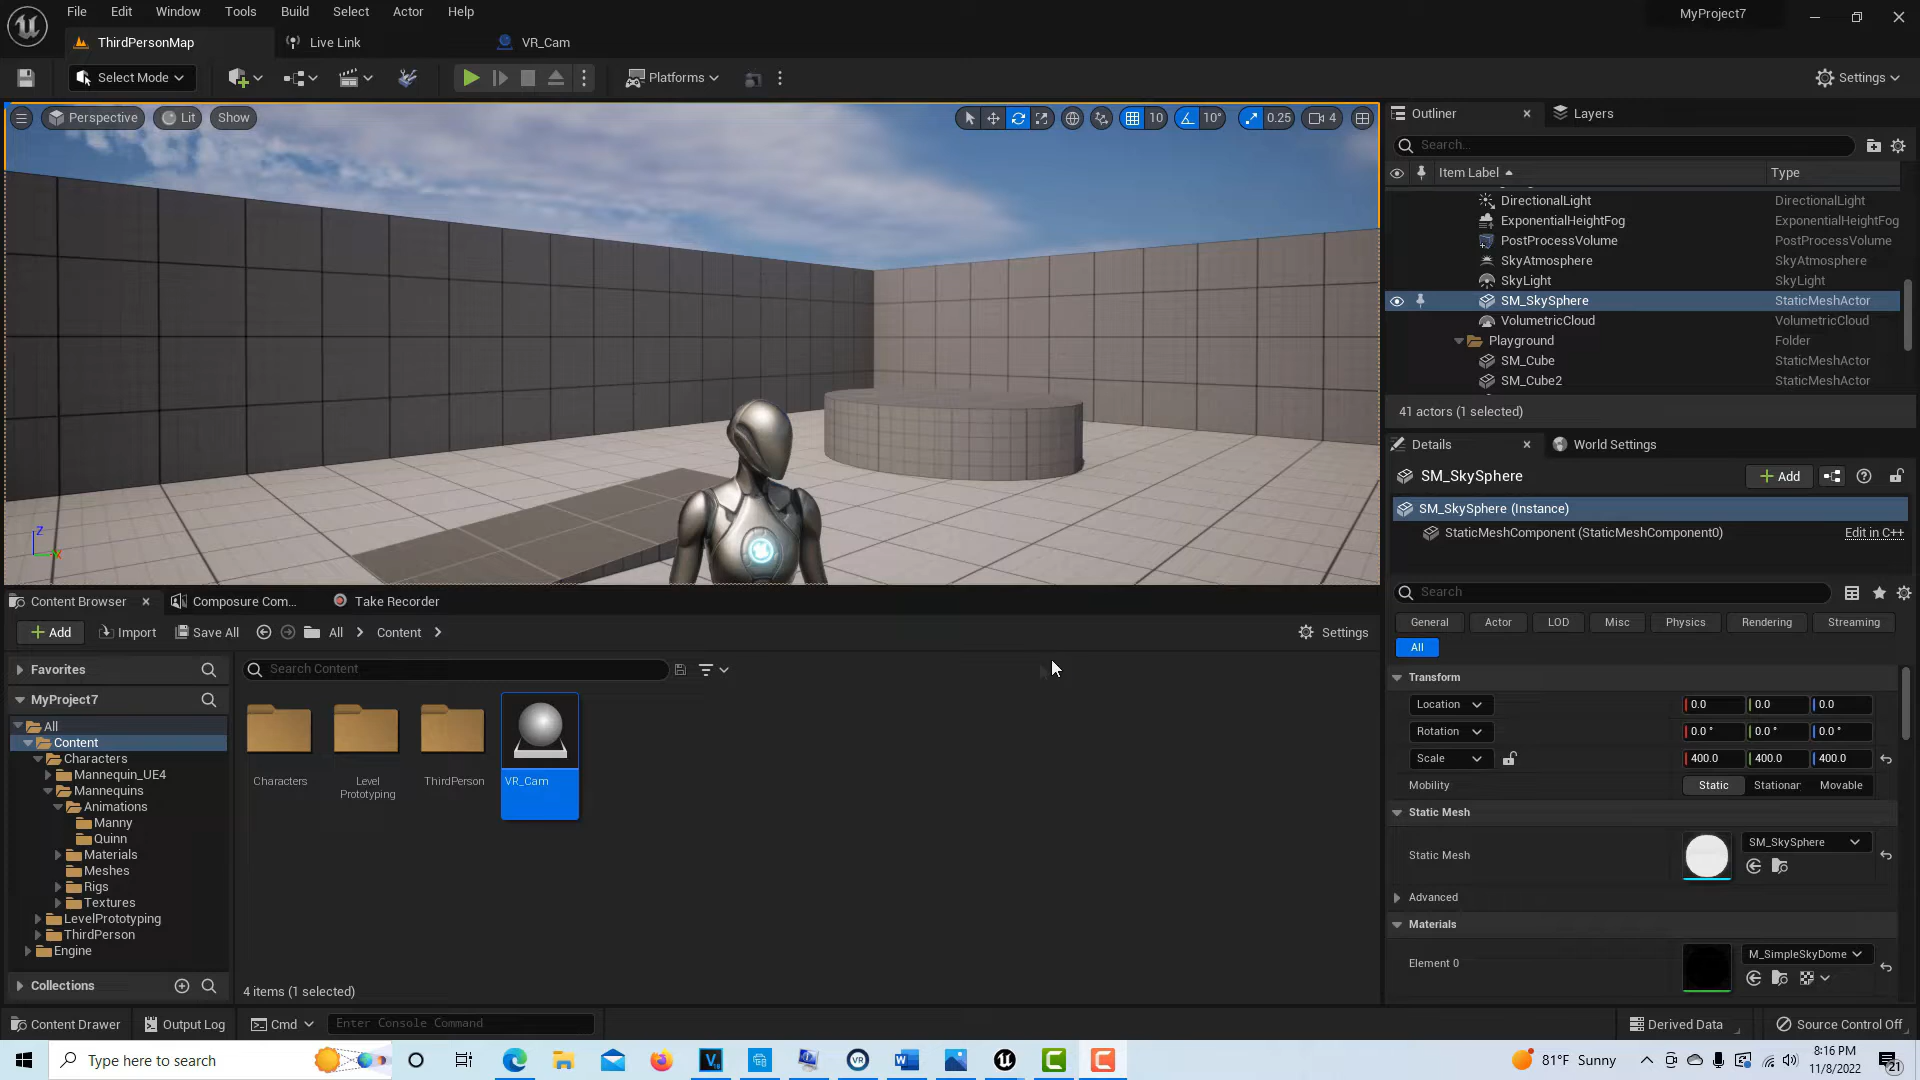 File Edit Window Tools Build Select Actor Help
MyProject7
ThirdPersonMap
Live Link
VR_Cam
Select Mode
Platforms
Settings
Perspective
Lit
Show
10
10°
0.25
4
Outliner
Layers
Search...
Item Label
Type
DirectionalLight DirectionalLight
ExponentialHeightFog ExponentialHeightFog
PostProcessVolume PostProcessVolume
SkyAtmosphere SkyAtmosphere
SkyLight SkyLight
SM_SkySphere StaticMeshActor
VolumetricCloud VolumetricCloud
Playground Folder
SM_Cube StaticMeshActor
SM_Cube2 StaticMeshActor
41 actors (1 selected)
Details
World Settings
SM_SkySphere
Add
SM_SkySphere (Instance)
StaticMeshComponent (StaticMeshComponent0)
Edit in C++
Search
General Actor LOD Misc Physics Rendering Streaming
All
Transform
Location 0.0 0.0 0.0
Rotation 0.0 ° 0.0 ° 0.0 °
Scale 400.0 400.0 400.0
Mobility Static Stationar Movable
Static Mesh
Static Mesh SM_SkySphere
Advanced
Materials
Element 0 M_SimpleSkyDome
Z
Content Browser
Composure Com...
Take Recorder
Add
Import
Save All
All
Content
Settings
Favorites
MyProject7
All
Content
Characters
Mannequin_UE4
Mannequins
Animations
Manny
Quinn
Materials
Meshes
Rigs
Textures
LevelPrototyping
ThirdPerson
Engine
Collections
Search Content
Characters
Level
Prototyping
ThirdPerson
VR_Cam
4 items (1 selected)
Content Drawer
Output Log
Cmd
Enter Console Command
Derived Data
Source Control Off
Type here to search
81°F Sunny
8:16 PM
11/8/2022
21